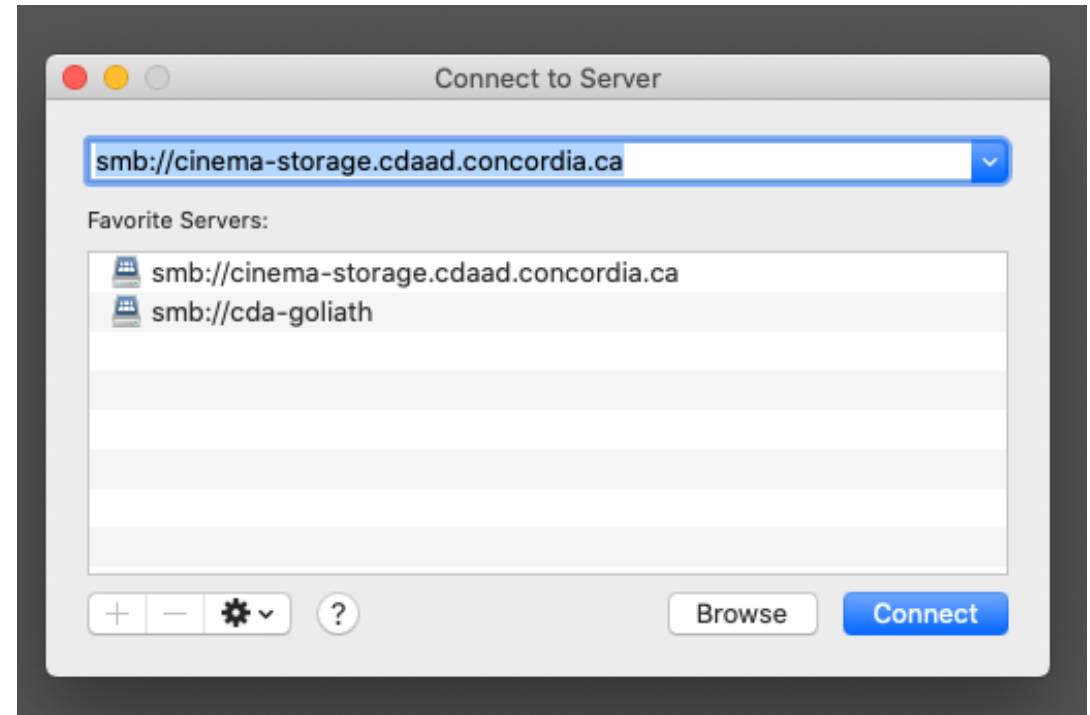 Connect to Server
smb://cinema-storage.cdaad.concordia.ca
Favorite Servers:
smb://cinema-storage.cdaad.concordia.ca
smb://cda-goliath
? Browse Connect